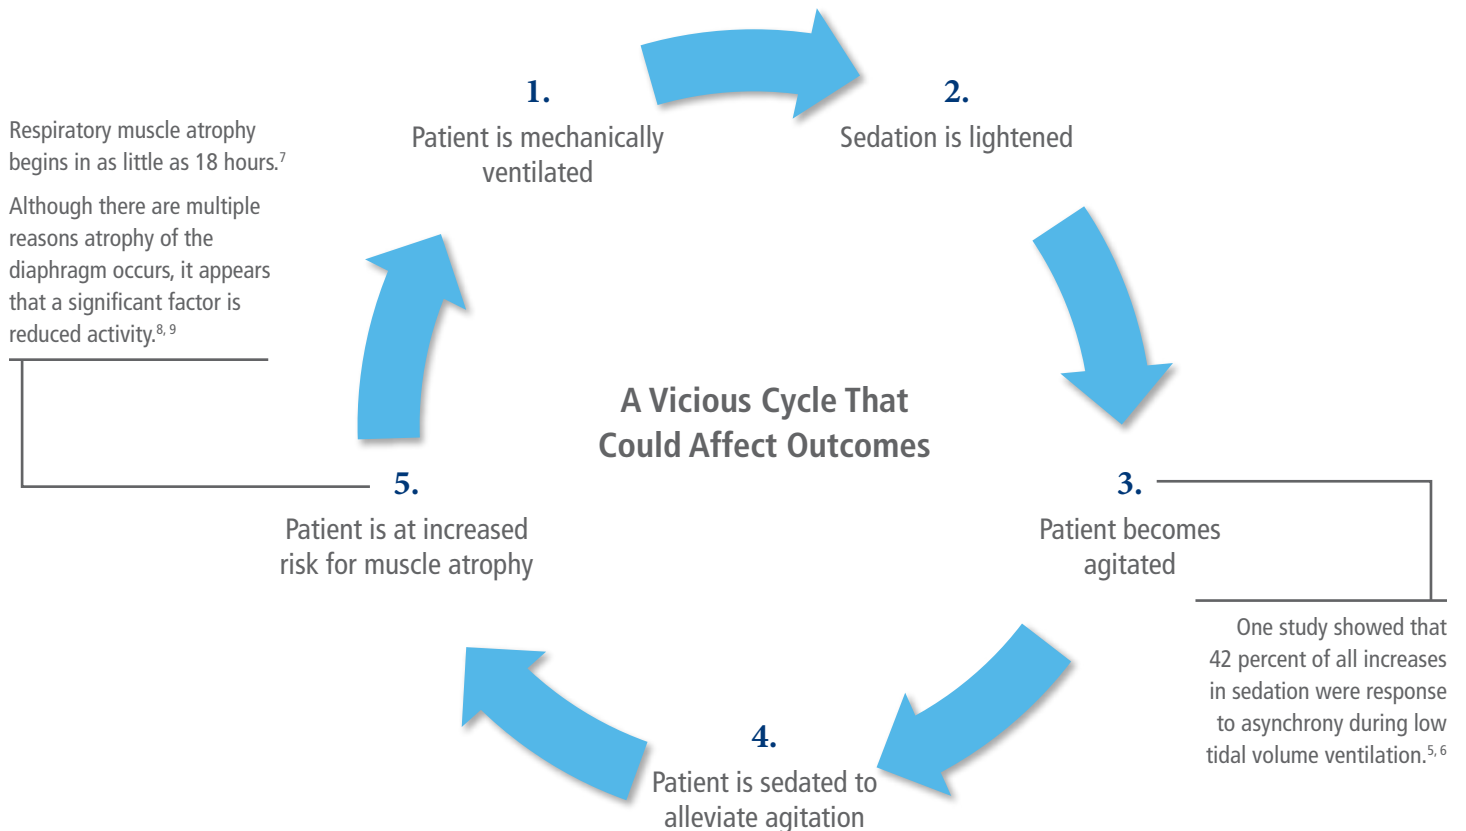 1.
Patient is mechanically
ventilated
2.
Sedation is lightened
Respiratory muscle atrophy
begins in as little as 18 hours.7
Although there are multiple
reasons atrophy of the
diaphragm occurs, it appears
that a significant factor is
reduced activity.8, 9
A Vicious Cycle That
Could Affect Outcomes
3.
Patient becomes
agitated
One study showed that
42 percent of all increases
in sedation were response
to asynchrony during low
tidal volume ventilation.5, 6
4.
Patient is sedated to
alleviate agitation
5.
Patient is at increased
risk for muscle atrophy